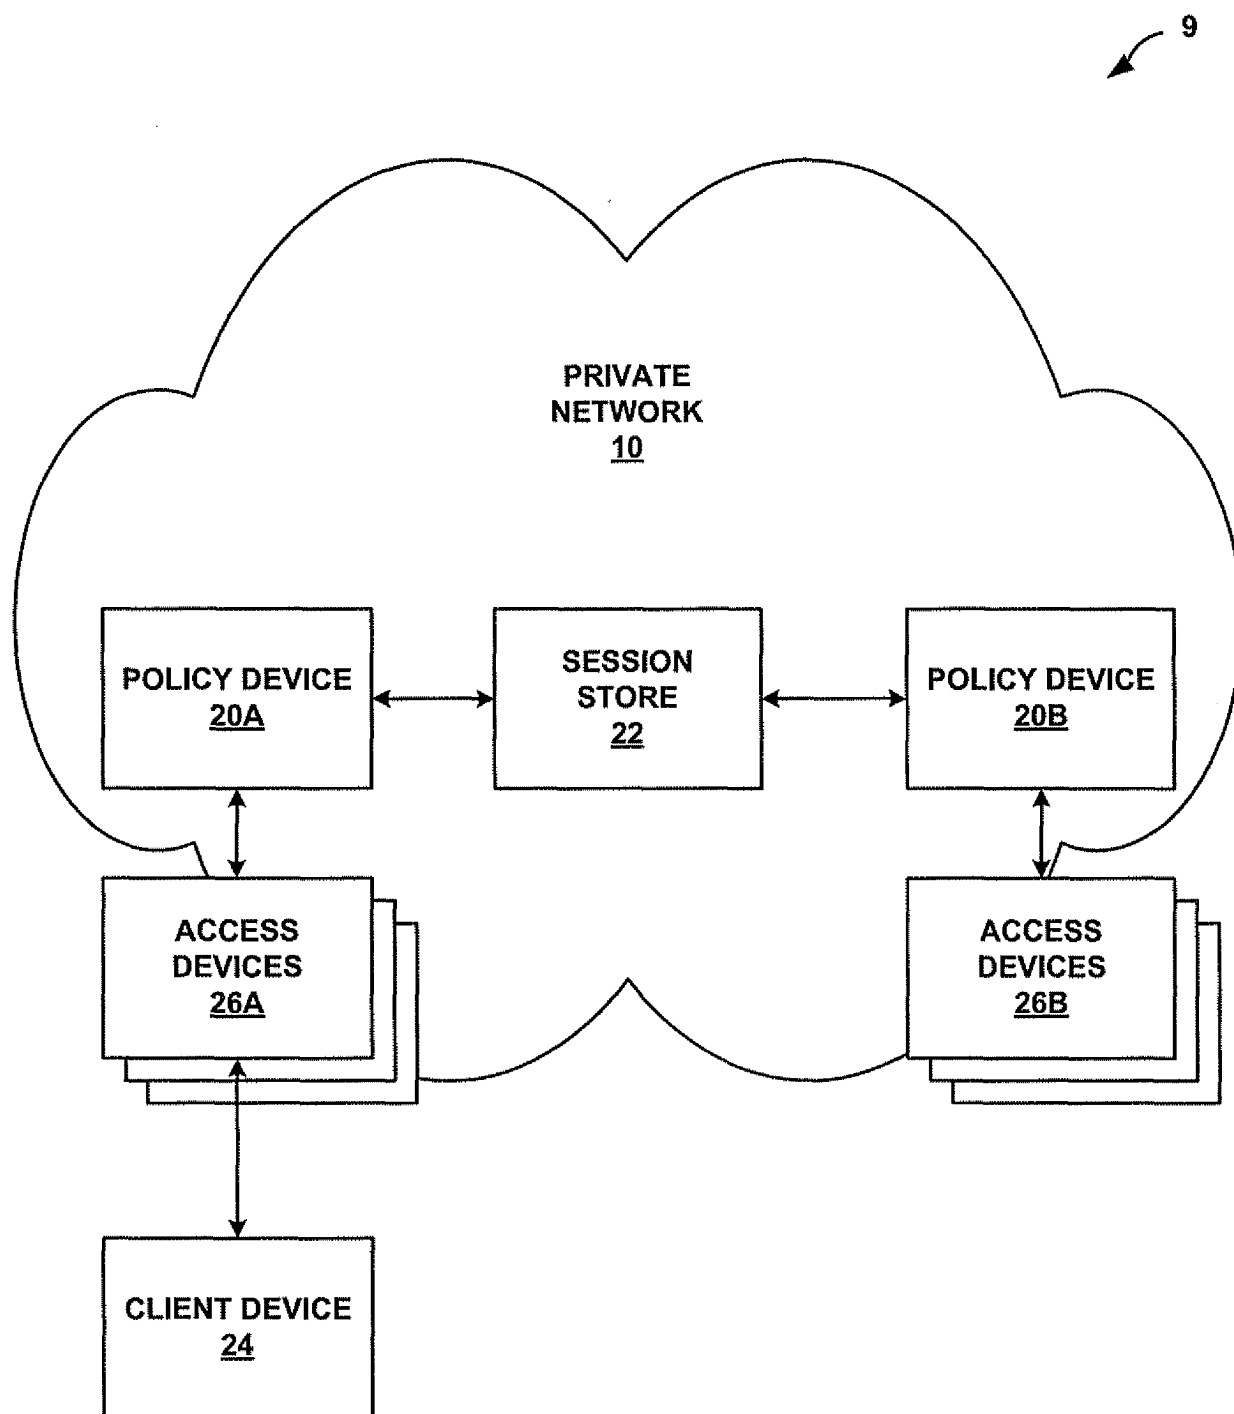 9
PRIVATE
NETWORK
10
POLICY DEVICE
20A
SESSION
STORE
22
POLICY DEVICE
20B
ACCESS
DEVICES
26A
ACCESS
DEVICES
26B
CLIENT DEVICE
24